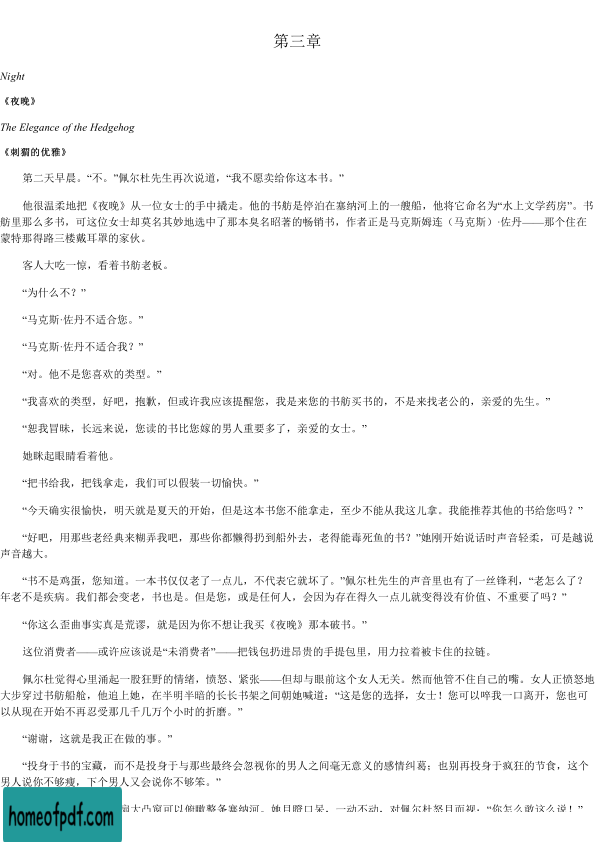 第三章
Night
《夜晚》
The Elegance of the Hedgehog
《刺猬的优雅》
第二天早晨。“不。”佩尔杜先生再次说道，“我不愿卖给你这本书。”
他很温柔地把《夜晚》从一位女士的手中撬走。他的书舫是停泊在塞纳河上的一艘船，他将它命名为“水上文学药房”。书
舫里那么多书，可这位女士却莫名其妙地选中了那本臭名昭著的畅销书，作者正是马克斯姆连（马克斯）·佐丹——那个住在
蒙特那得路三楼戴耳罩的家伙。
客人大吃一惊，看着书舫老板。
“为什么不？”
“马克斯·佐丹不适合您。”
“马克斯·佐丹不适合我？”
“对。他不是您喜欢的类型。”
“我喜欢的类型，好吧，抱歉，但或许我应该提醒您，我是来您的书舫买书的，不是来找老公的，亲爱的先生。”
“恕我冒昧，长远来说，您读的书比您嫁的男人重要多了，亲爱的女士。”
她眯起眼睛看着他。
“把书给我，把钱拿走，我们可以假装一切愉快。”
“今天确实很愉快，明天就是夏天的开始，但是这本书您不能拿走，至少不能从我这儿拿。我能推荐其他的书给您吗？”
“好吧，用那些老经典来糊弄我吧，那些你都懒得扔到船外去，老得能毒死鱼的书？”她刚开始说话时声音轻柔，可是越说
声音越大。
“书不是鸡蛋，您知道。一本书仅仅老了一点儿，不代表它就坏了。”佩尔杜先生的声音里也有了一丝锋利，“老怎么了？
年老不是疾病。我们都会变老，书也是。但是您，或是任何人，会因为存在得久一点儿就变得没有价值、不重要了吗？”
“你这么歪曲事实真是荒谬，就是因为你不想让我买《夜晚》那本破书。”
这位消费者——或许应该说是“未消费者”——把钱包扔进昂贵的手提包里，用力拉着被卡住的拉链。
佩尔杜觉得心里涌起一股狂野的情绪，愤怒、紧张——但却与眼前这个女人无关。然而他管不住自己的嘴。女人正愤怒地
大步穿过书舫船舱，他追上她，在半明半暗的长长书架之间朝她喊道：“这是您的选择，女士！您可以啐我一口离开，您也可
以从现在开始不再忍受那几千几万个小时的折磨。”
“谢谢，这就是我正在做的事。”
“投身于书的宝藏，而不是投身于与那些最终会忽视你的男人之间毫无意义的感情纠葛；也别再投身于疯狂的节食，这个
男人说你不够瘦，下个男人又会说你不够笨。”
大凸窗可以俯瞰整条塞纳河。她目瞪口呆，一动不动，对佩尔杜怒目而视：“你怎么敢这么说！”
homeofpdf.com